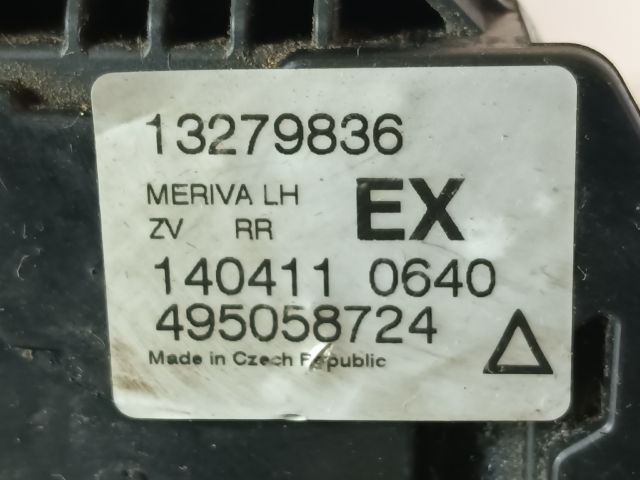 13279836
MERIVA LH
ZV RR
EX
140411 0640
495058724
Made in Czech Republic